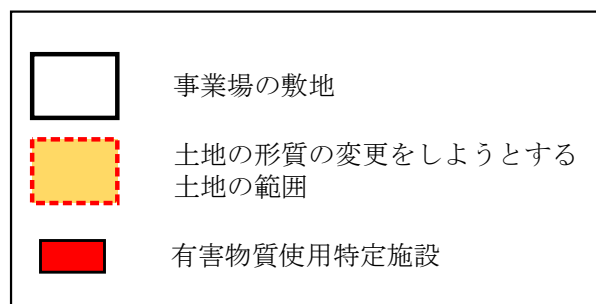 事業場の敷地
土地の形質の変更をしようとする
土地の範囲
有害物質使用特定施設